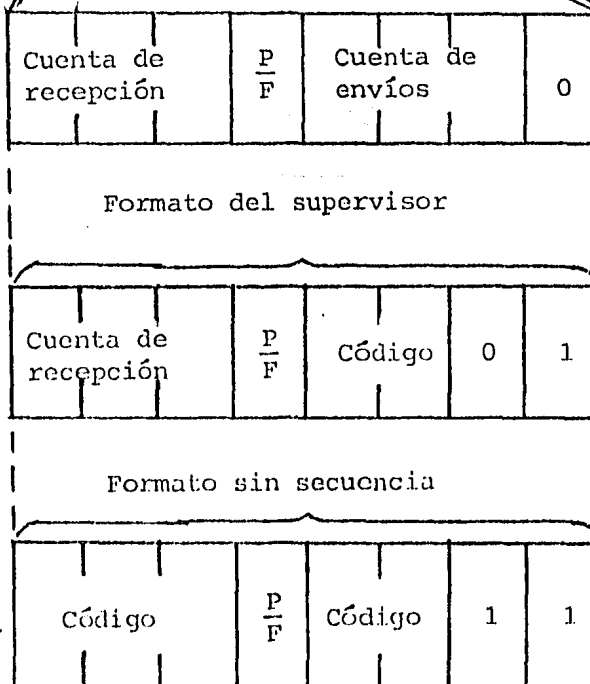 Cuenta de P Cuenta de
recepción F envíos 0
Formato del supervisor
Cuenta de P
recepción F Código 0 1
Formato sin secuencia
Código P Código 1 1
F